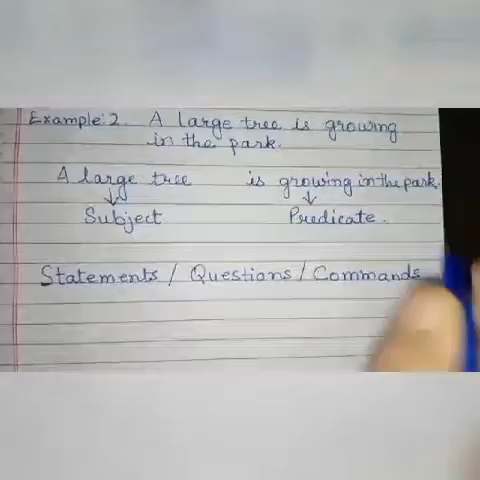 Example: 2. A large tree is growing
in the park.
A large tree is growing in the park.
↓ ↓
Subject Predicate.
Statements / Questions / Commands